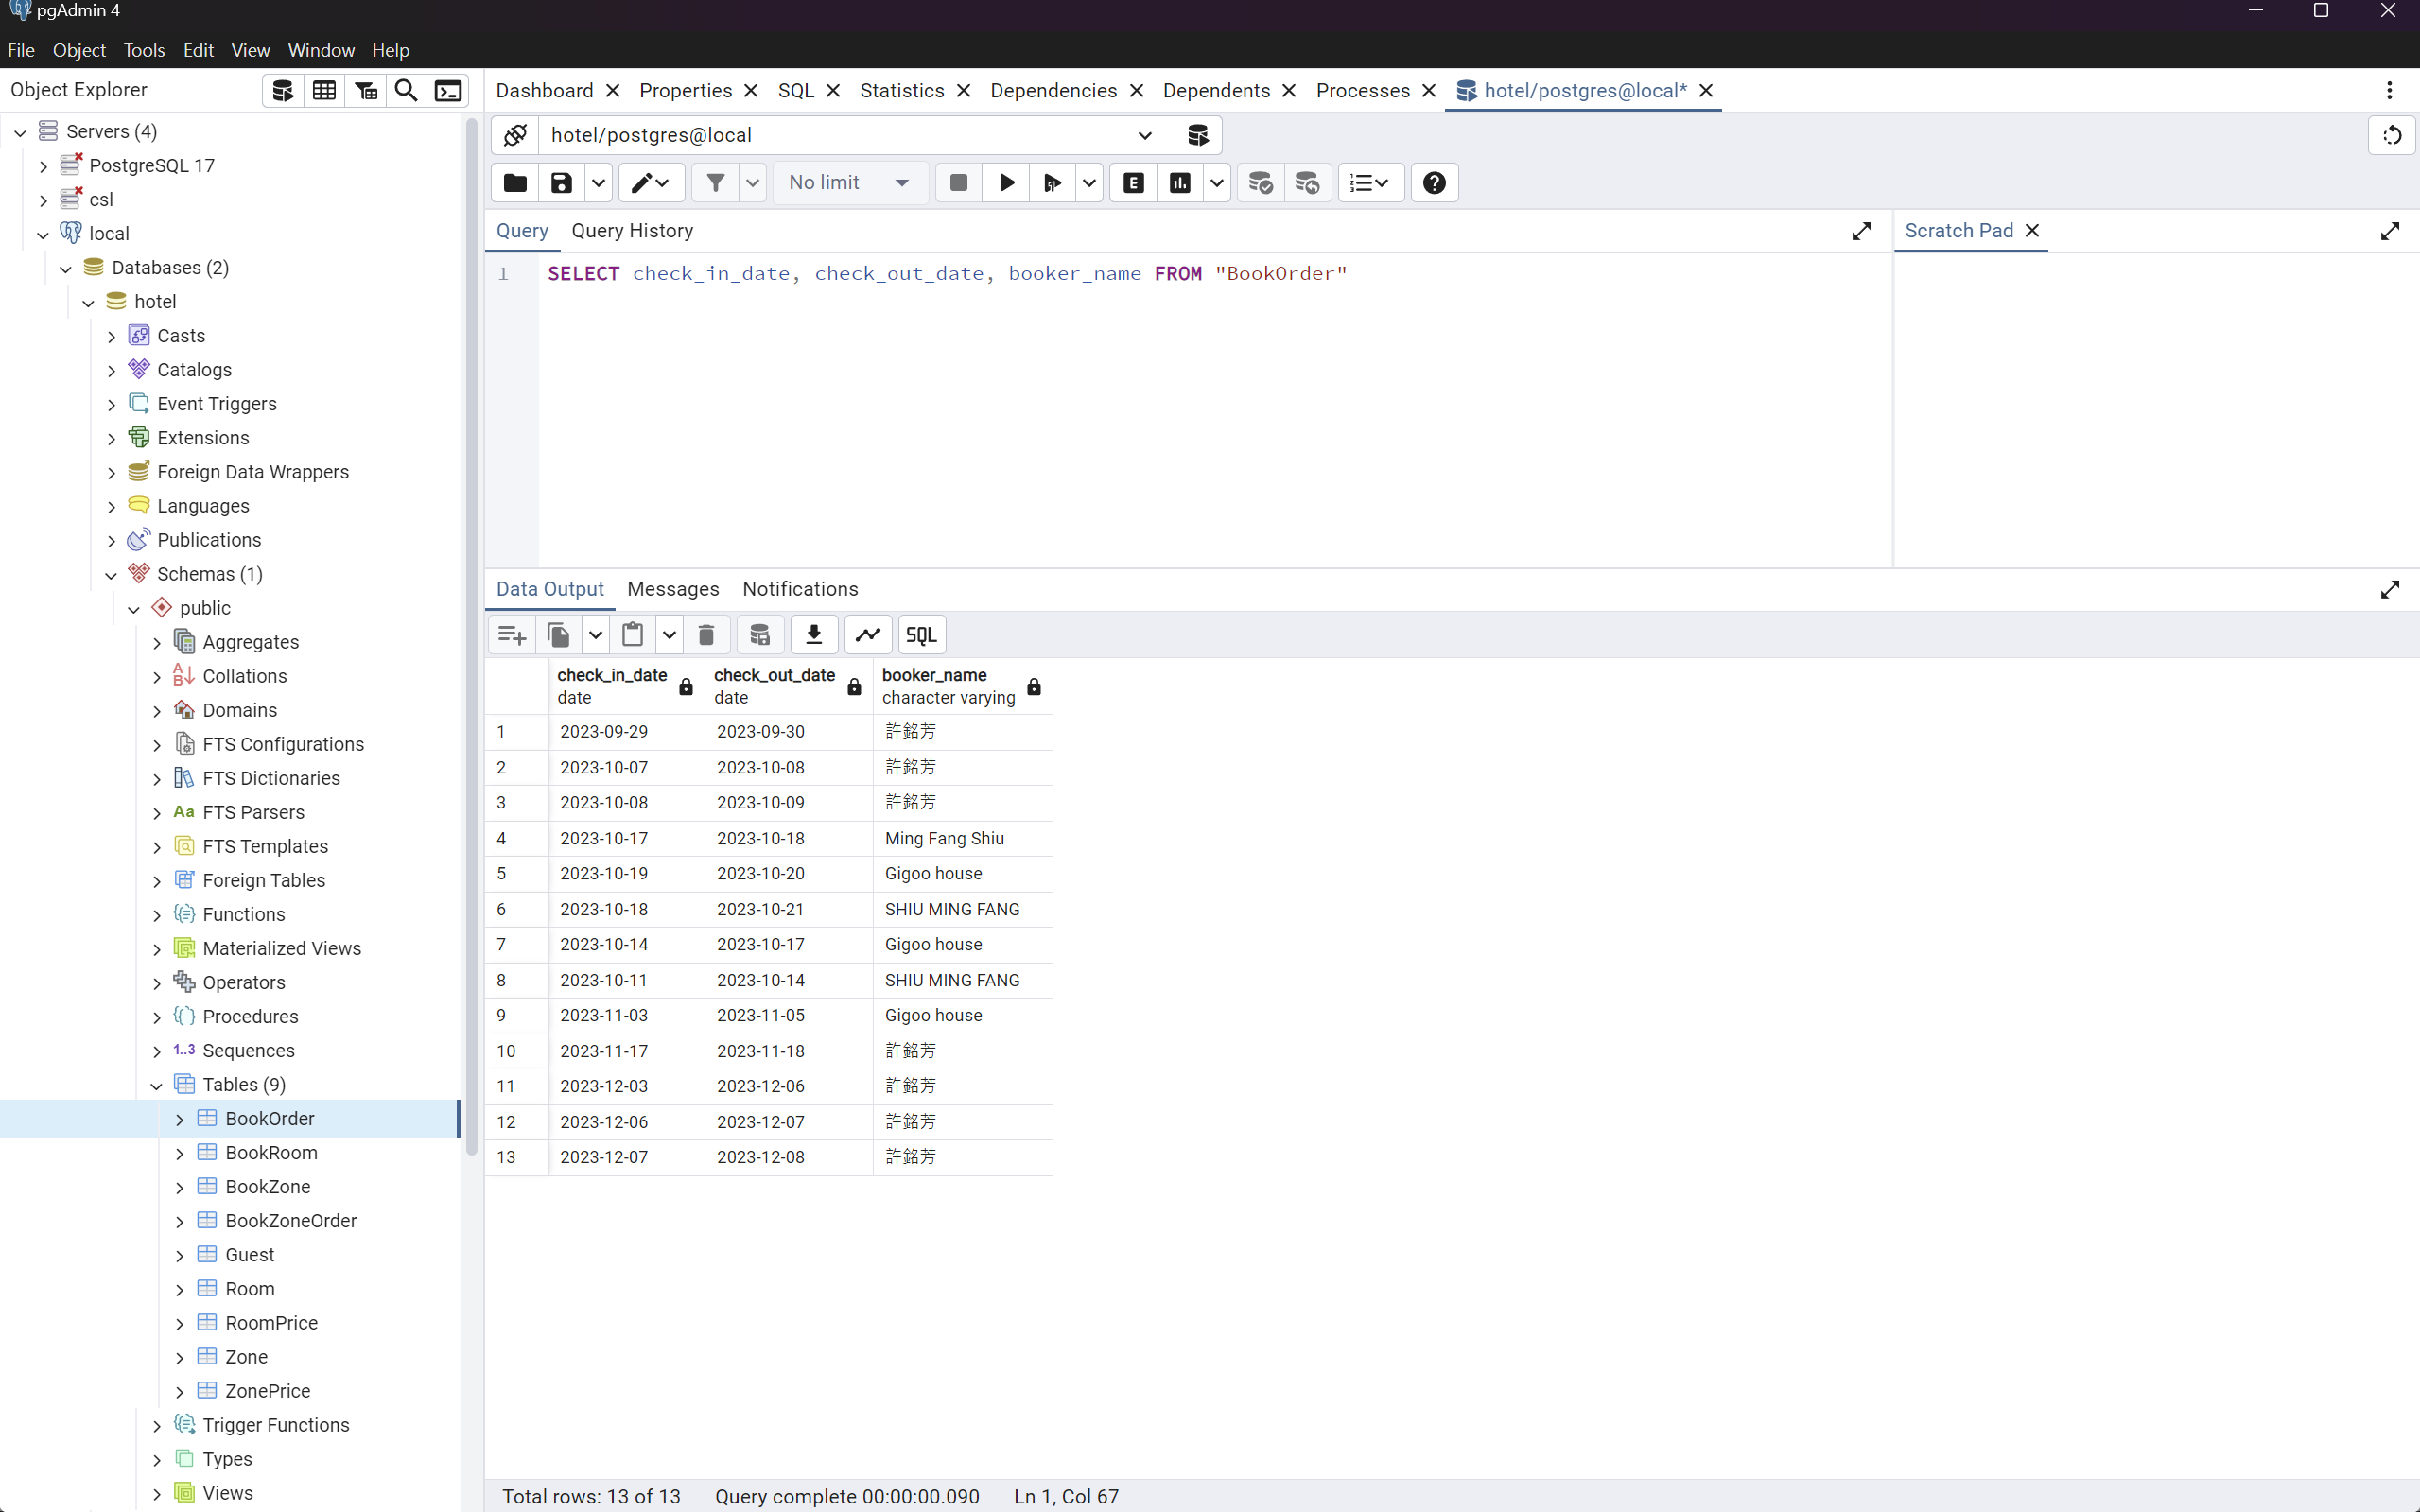 pgAdmin 4
File Object Tools Edit View Window Help
Object Explorer
Servers (4)
PostgreSQL 17
csl
local
Databases (2)
hotel
Casts
Catalogs
Event Triggers
Extensions
Foreign Data Wrappers
Languages
Publications
Schemas (1)
public
Aggregates
Collations
Domains
FTS Configurations
FTS Dictionaries
Aa FTS Parsers
FTS Templates
Foreign Tables
Functions
Materialized Views
Operators
Procedures
1..3 Sequences
Tables (9)
BookOrder
BookRoom
BookZone
BookZoneOrder
Guest
Room
RoomPrice
Zone
ZonePrice
Trigger Functions
Types
Views
Dashboard Properties SQL Statistics Dependencies Dependents Processes hotel/postgres@local*
hotel/postgres@local
No limit E
Query Query History
Scratch Pad
1 SELECT check_in_date, check_out_date, booker_name FROM "BookOrder"
Data Output Messages Notifications
SQL
check_in_date check_out_date booker_name
date date character varying
1 2023-09-29 2023-09-30 許銘芳
2 2023-10-07 2023-10-08 許銘芳
3 2023-10-08 2023-10-09 許銘芳
4 2023-10-17 2023-10-18 Ming Fang Shiu
5 2023-10-19 2023-10-20 Gigoo house
6 2023-10-18 2023-10-21 SHIU MING FANG
7 2023-10-14 2023-10-17 Gigoo house
8 2023-10-11 2023-10-14 SHIU MING FANG
9 2023-11-03 2023-11-05 Gigoo house
10 2023-11-17 2023-11-18 許銘芳
11 2023-12-03 2023-12-06 許銘芳
12 2023-12-06 2023-12-07 許銘芳
13 2023-12-07 2023-12-08 許銘芳
Total rows: 13 of 13 Query complete 00:00:00.090 Ln 1, Col 67